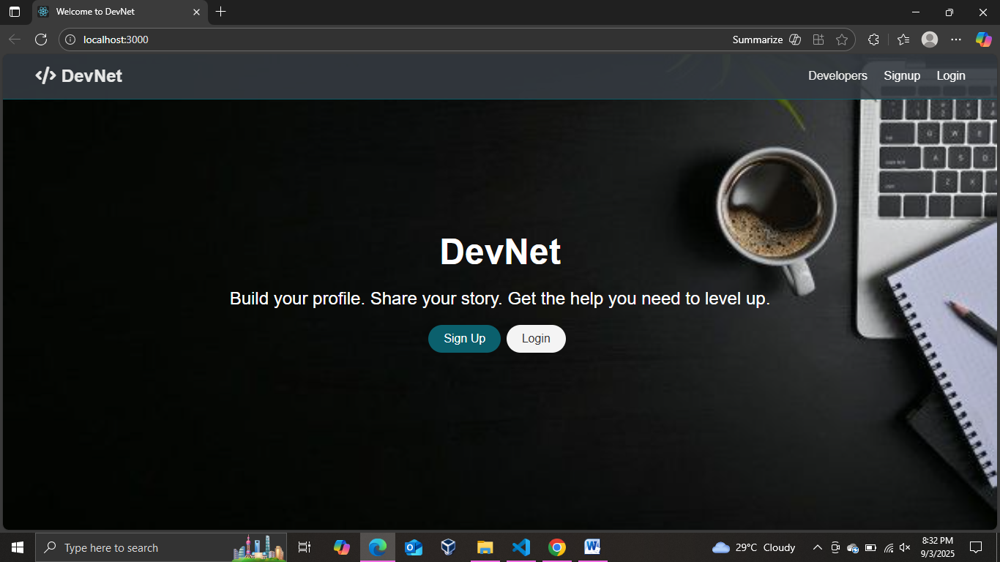 Welcome to DevNet
localhost:3000
Summarize
</> DevNet
Developers Signup Login
DevNet
Build your profile. Share your story. Get the help you need to level up.
Sign Up Login
Type here to search
29°C Cloudy
8:32 PM
9/3/2025